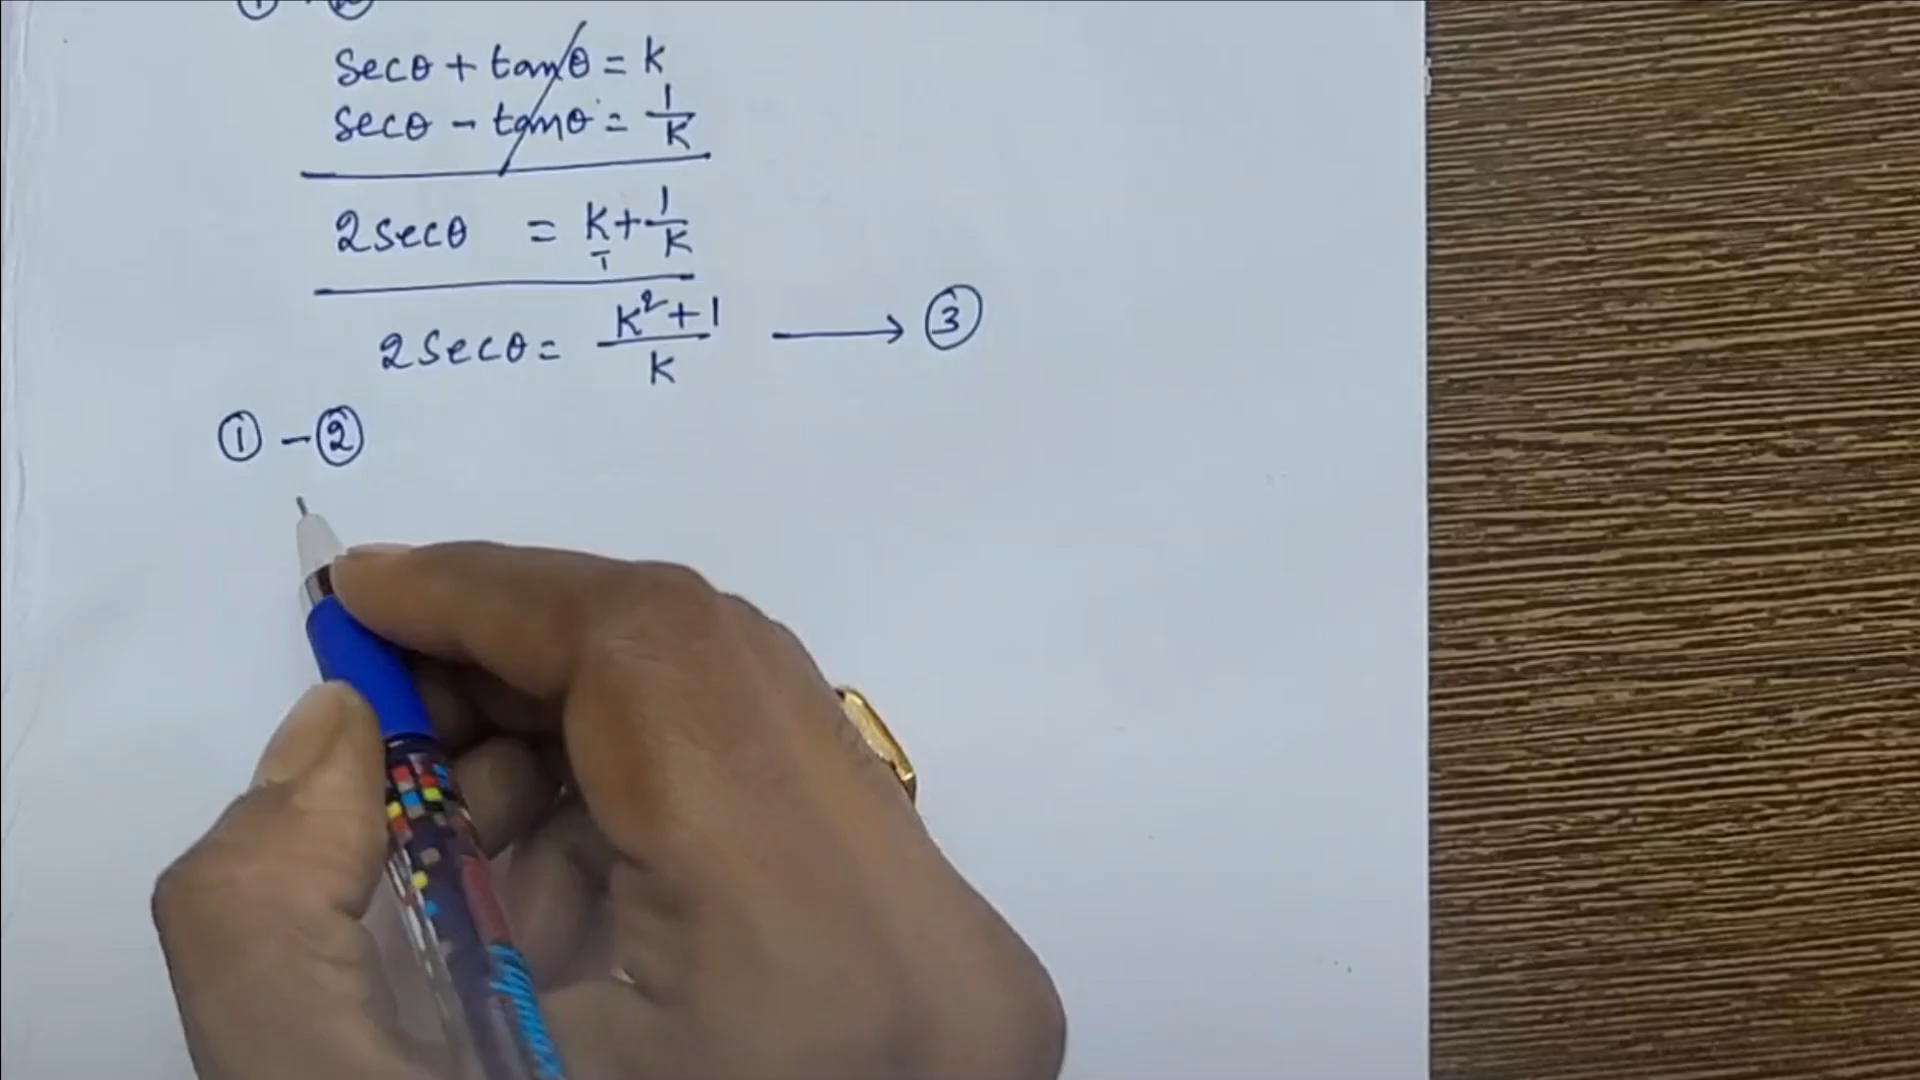 secθ + tanθ = k
secθ - tanθ = 1/k
2secθ = k + 1/k
T
2secθ = k²+1/k ⟶ ③
① - ②